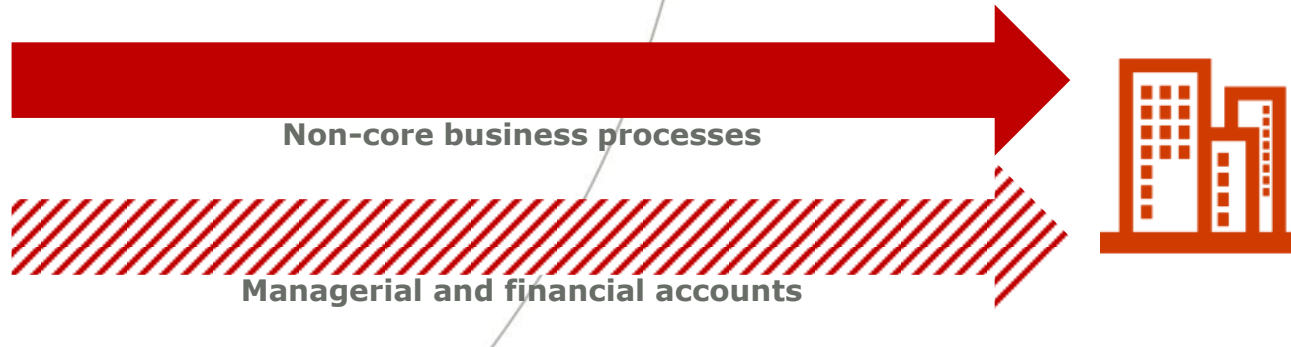 Non-core business processes
Managerial and financial accounts